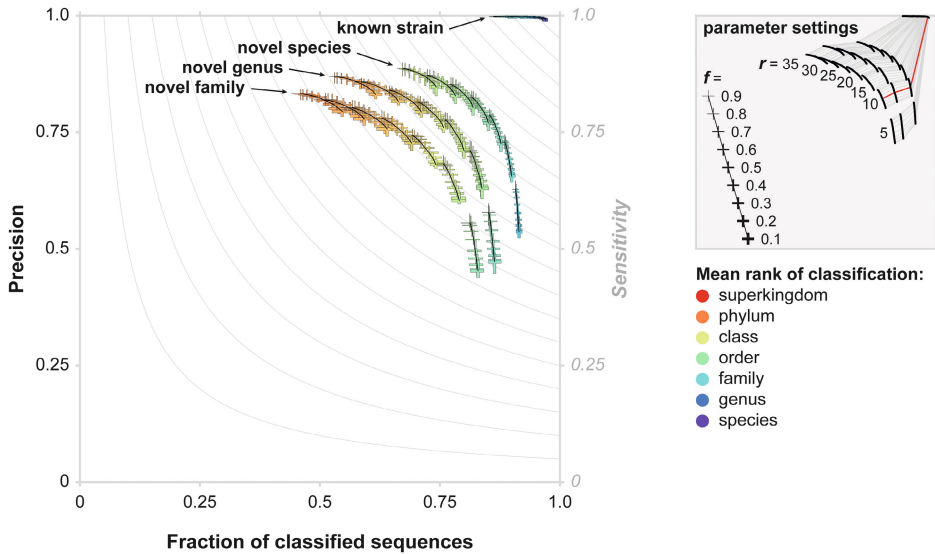 1.0
0.75
0.5
0.25
0
Precision
0
0.25
0.5
0.75
1.0
Fraction of classified sequences
1.0
0.75
0.5
0.25
0
Sensitivity
known strain
novel species
novel genus
novel family
parameter settings
r = 35
30
25
20
15
10
5
f =
0.9
0.8
0.7
0.6
0.5
0.4
0.3
0.2
0.1
Mean rank of classification:
superkingdom
phylum
class
order
family
genus
species